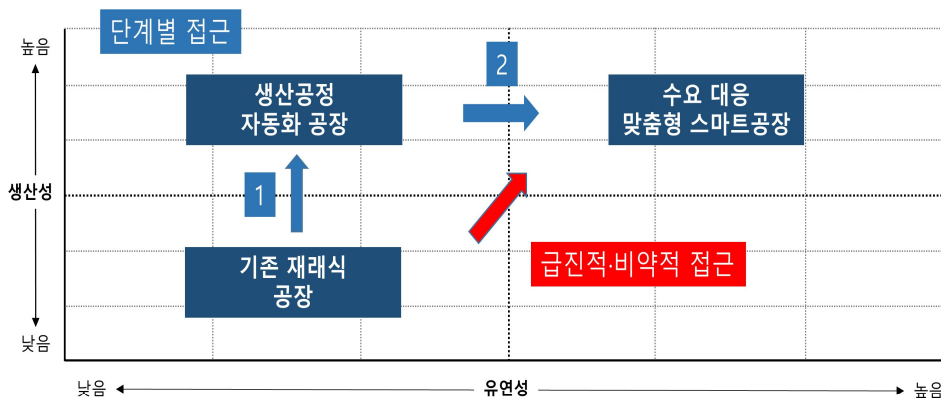 단계별 접근
높음
2
생산공정
자동화 공장
수요 대응
맞춤형 스마트공장
생산성
1
기존 재래식
공장
급진적·비약적 접근
낮음
낮음
유연성
높음